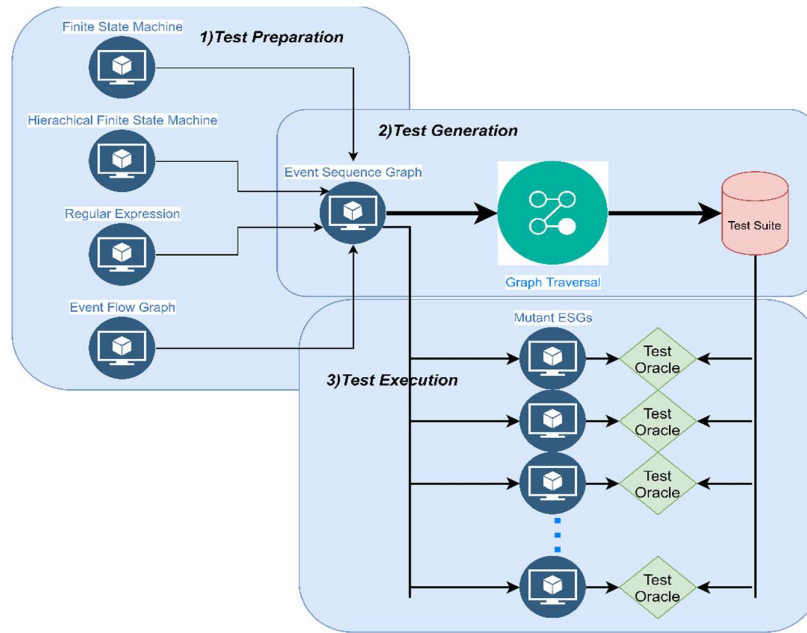 Finite State Machine
1)Test Preparation
Hierachical Finite State Machine
2)Test Generation
Event Sequence Graph
Regular Expression
Test Suite
Graph Traversal
Event Flow Graph
Mutant ESGs
3)Test Execution
Test
Oracle
Test
Oracle
Test
Oracle
Test
Oracle